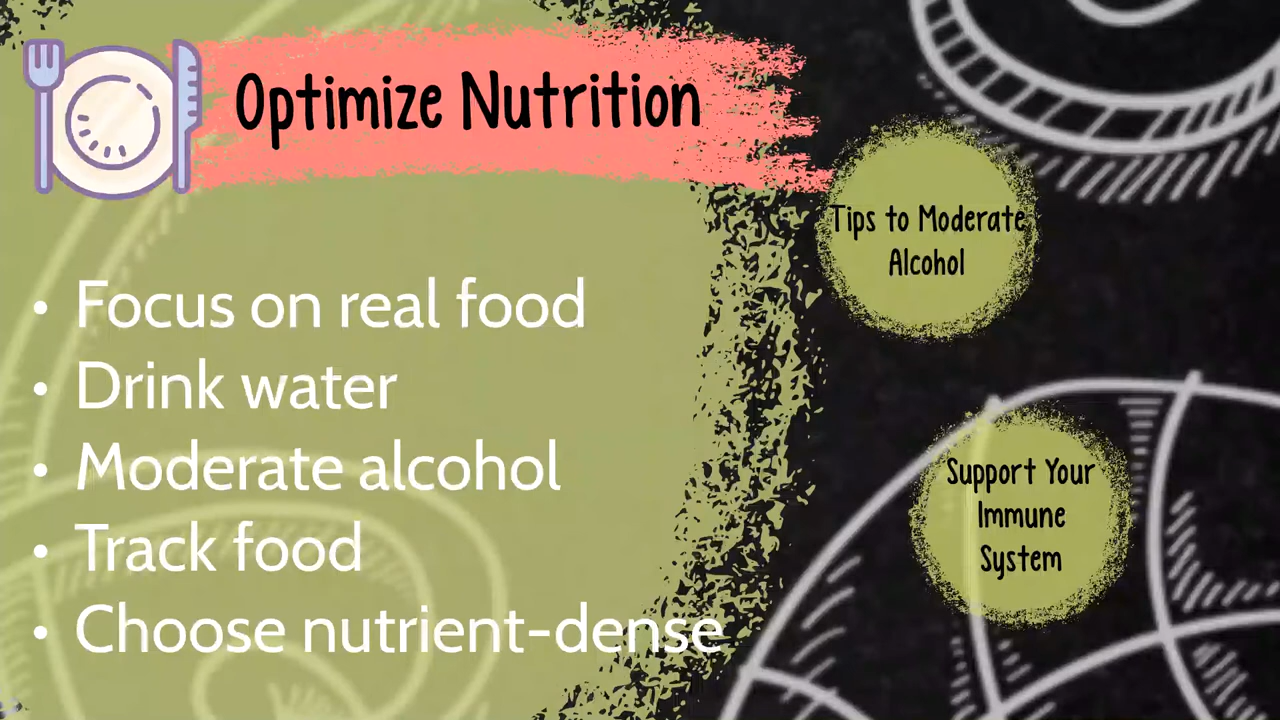 Optimize Nutrition
• Focus on real food
• Drink water
• Moderate alcohol
• Track food
• Choose nutrient-dense
Tips to Moderate
Alcohol
Support Your
Immune
System